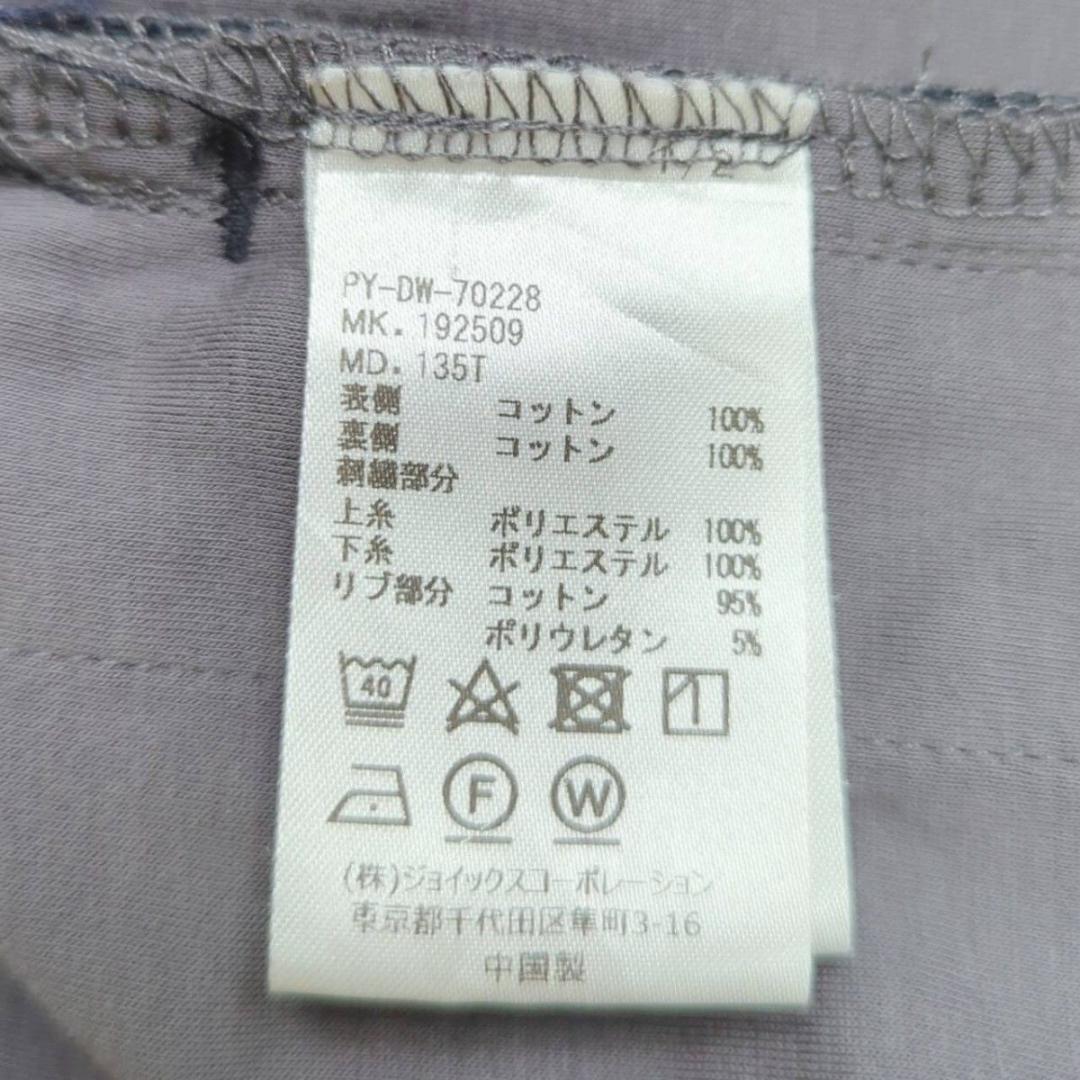 1/2
PY-DW-70228
MK. 192509
MD. 135T
表側 コットン 100%
裏側 コットン 100%
刺繍部分
上糸 ポリエステル 100%
下糸 ポリエステル 100%
リブ部分 コットン 95%
ポリウレタン 5%
40
F W
(株)ジョイックスコーポレーション
東京都千代田区隼町3-16
中国製